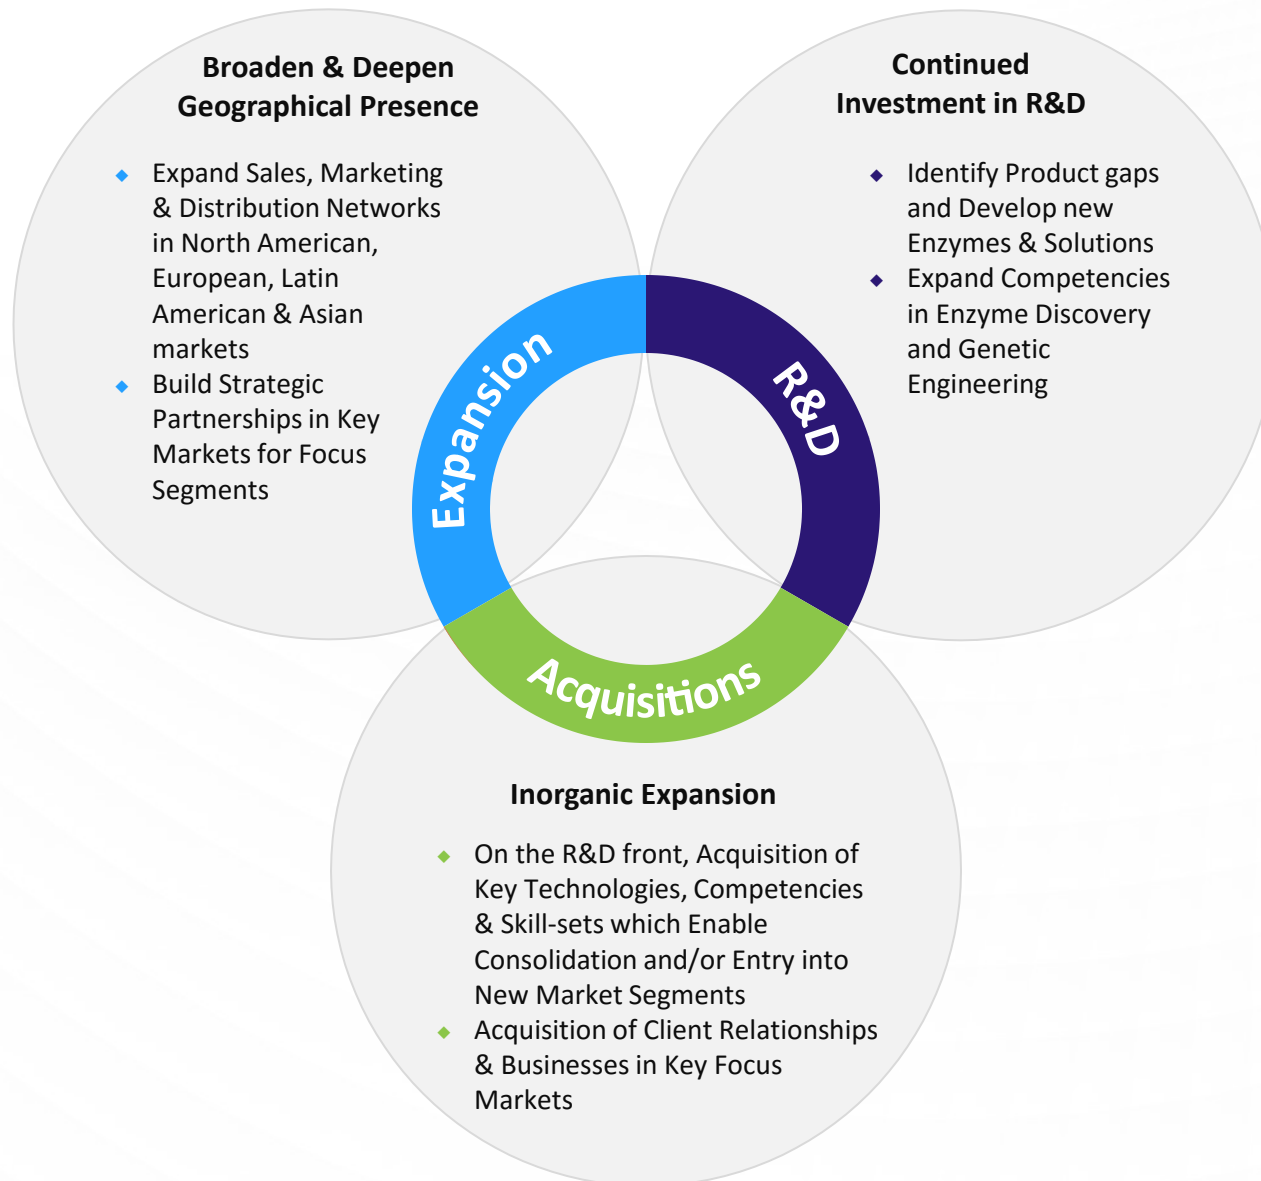 Broaden & Deepen
Geographical Presence
Expand Sales, Marketing
& Distribution Networks
in North American,
European, Latin
American & Asian
markets
Build Strategic
Partnerships in Key
Markets for Focus
Segments
Continued
Investment in R&D
Identify Product gaps
and Develop new
Enzymes & Solutions
Expand Competencies
in Enzyme Discovery
and Genetic
Engineering
Expansion
R&D
Acquisitions
Inorganic Expansion
On the R&D front, Acquisition of
Key Technologies, Competencies
& Skill-sets which Enable
Consolidation and/or Entry into
New Market Segments
Acquisition of Client Relationships
& Businesses in Key Focus
Markets